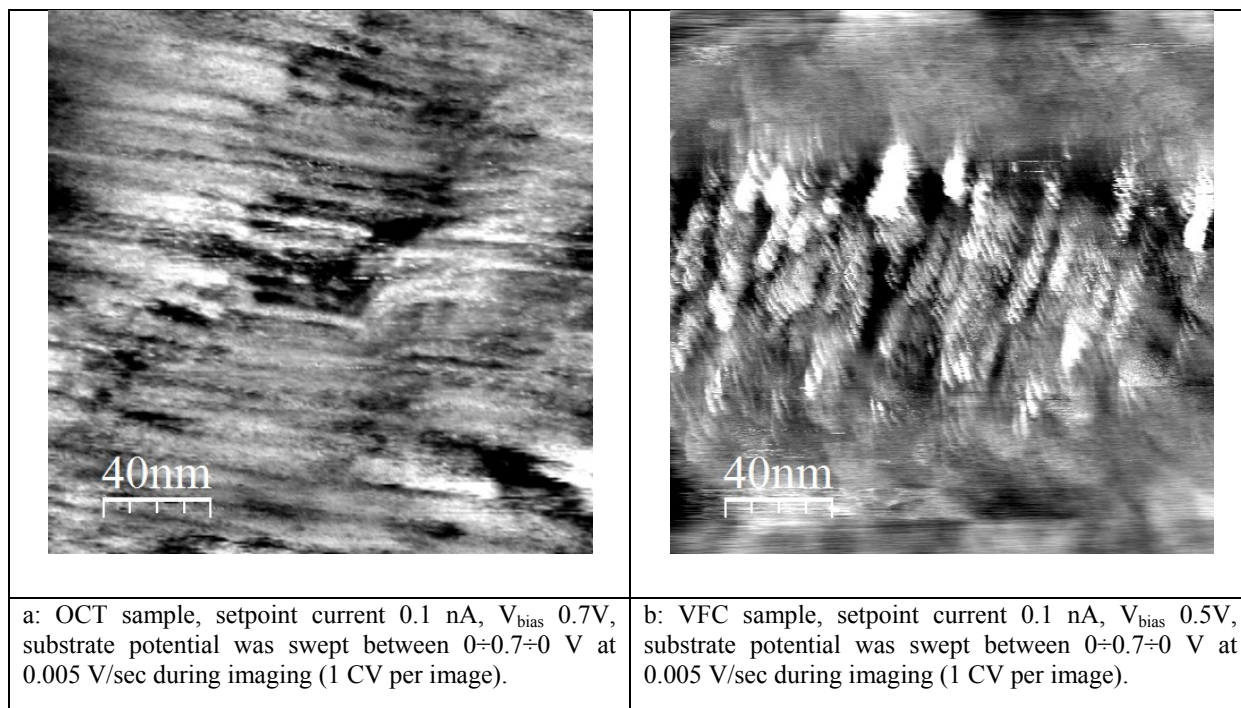 40nm
40nm
a: OCT sample, setpoint current 0.1 nA, Vbias 0.7V,
substrate potential was swept between 0÷0.7÷0 V at
0.005 V/sec during imaging (1 CV per image).
b: VFC sample, setpoint current 0.1 nA, Vbias 0.5V,
substrate potential was swept between 0÷0.7÷0 V at
0.005 V/sec during imaging (1 CV per image).